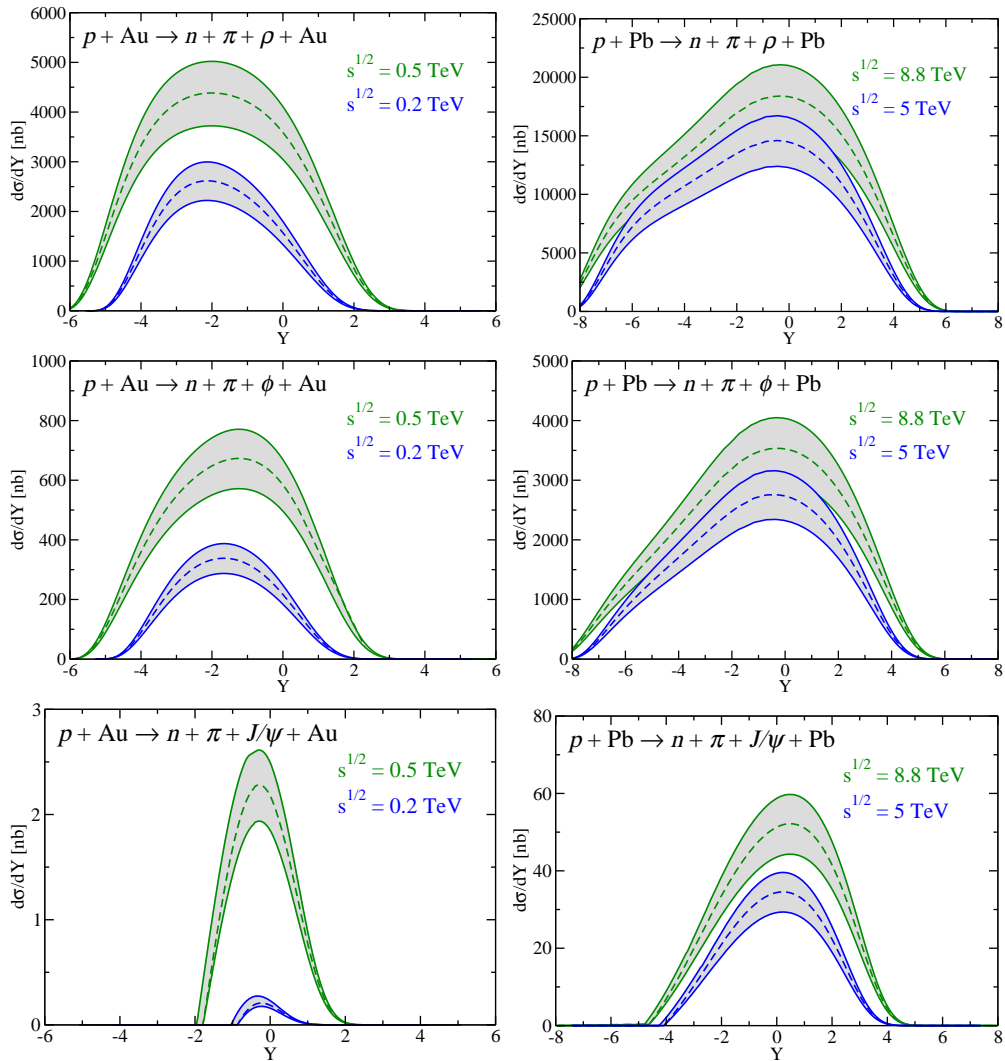 p + Au → n + π + ρ + Au
s^1/2 = 0.5 TeV
s^1/2 = 0.2 TeV
dσ/dY [nb]
6000
5000
4000
3000
2000
1000
0
-6 -4 -2 0 2 4 6
Y
p + Pb → n + π + ρ + Pb
s^1/2 = 8.8 TeV
s^1/2 = 5 TeV
dσ/dY [nb]
25000
22500
20000
17500
15000
12500
10000
7500
5000
2500
0
-8 -6 -4 -2 0 2 4 6 8
Y
p + Au → n + π + ϕ + Au
s^1/2 = 0.5 TeV
s^1/2 = 0.2 TeV
dσ/dY [nb]
1000
800
600
400
200
0
-6 -4 -2 0 2 4 6
Y
p + Pb → n + π + ϕ + Pb
s^1/2 = 8.8 TeV
s^1/2 = 5 TeV
dσ/dY [nb]
5000
4000
3000
2000
1000
0
-8 -6 -4 -2 0 2 4 6 8
Y
p + Au → n + π + J/ψ + Au
s^1/2 = 0.5 TeV
s^1/2 = 0.2 TeV
dσ/dY [nb]
3
2
1
0
-6 -4 -2 0 2 4 6
Y
p + Pb → n + π + J/ψ + Pb
s^1/2 = 8.8 TeV
s^1/2 = 5 TeV
dσ/dY [nb]
80
60
40
20
0
-8 -6 -4 -2 0 2 4 6 8
Y